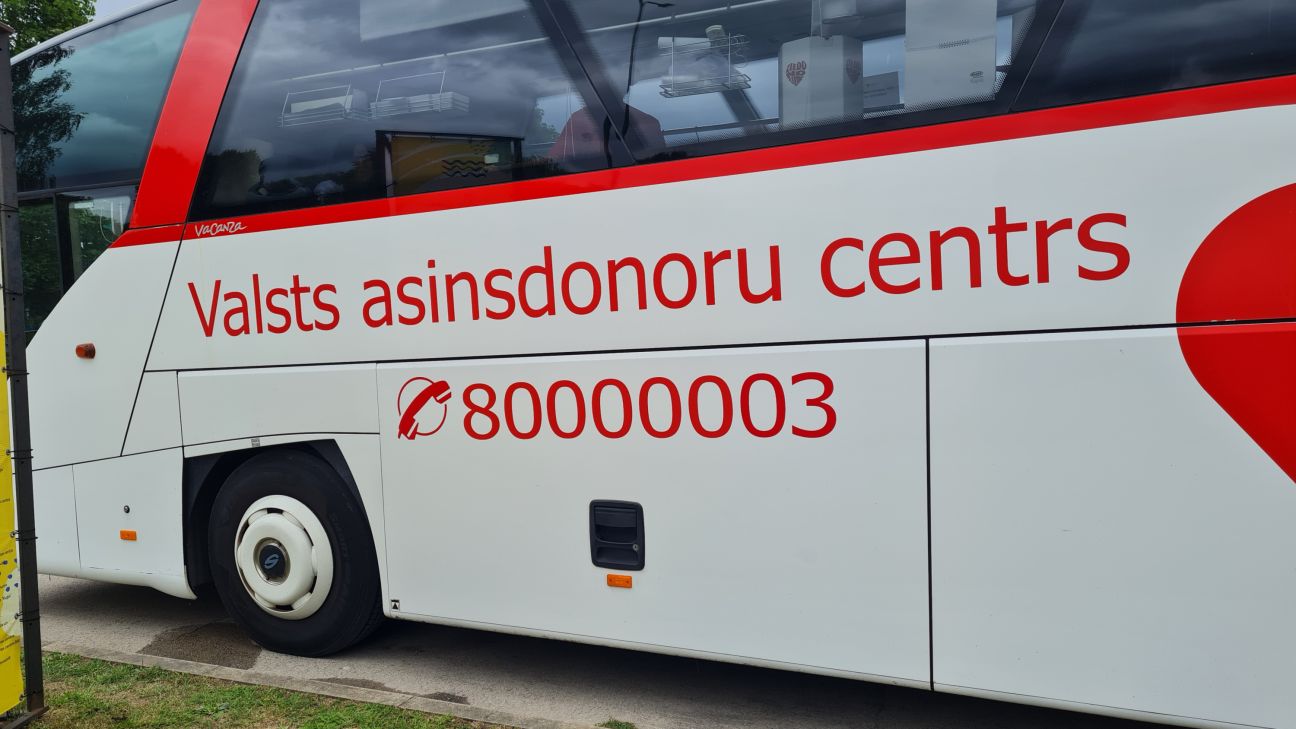 VaCanza
Valsts asinsdonoru centrs
80000003